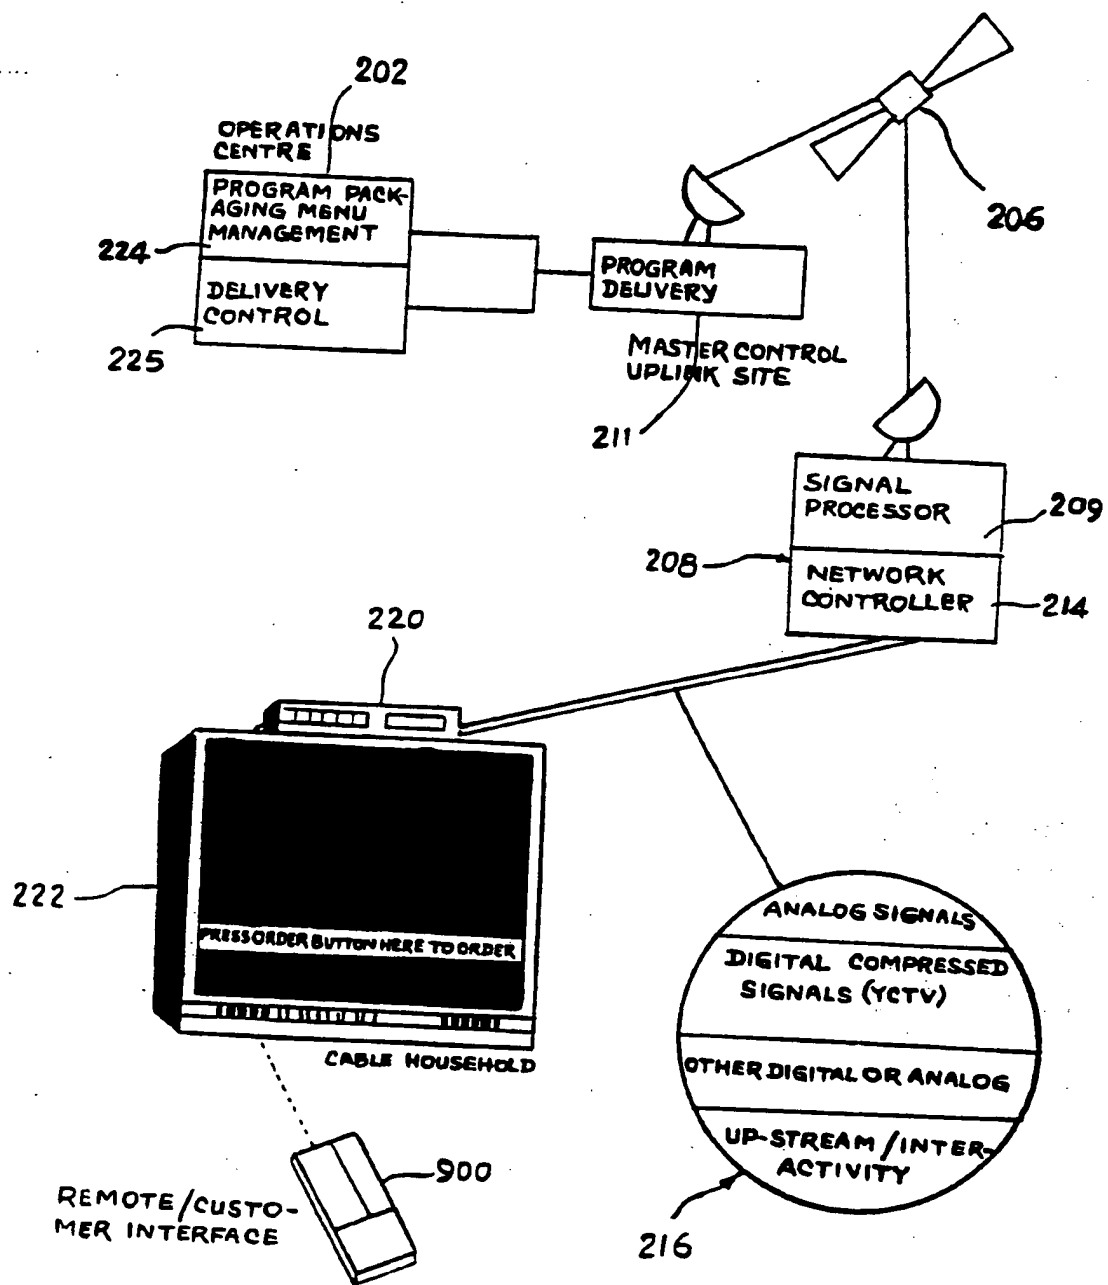 202
OPERATIONS
CENTRE
PROGRAM PACK-
AGING MENU
MANAGEMENT
224
DELIVERY
CONTROL
225
PROGRAM
DELIVERY
MASTER CONTROL
UPLINK SITE
211
206
SIGNAL
PROCESSOR
209
208
NETWORK
CONTROLLER
214
220
222
PRESS ORDER BUTTON HERE TO ORDER
CABLE HOUSEHOLD
900
REMOTE/CUSTO-
MER INTERFACE
ANALOG SIGNALS
DIGITAL COMPRESSED
SIGNALS (YCTV)
OTHER DIGITAL OR ANALOG
UP-STREAM/INTER-
ACTIVITY
216